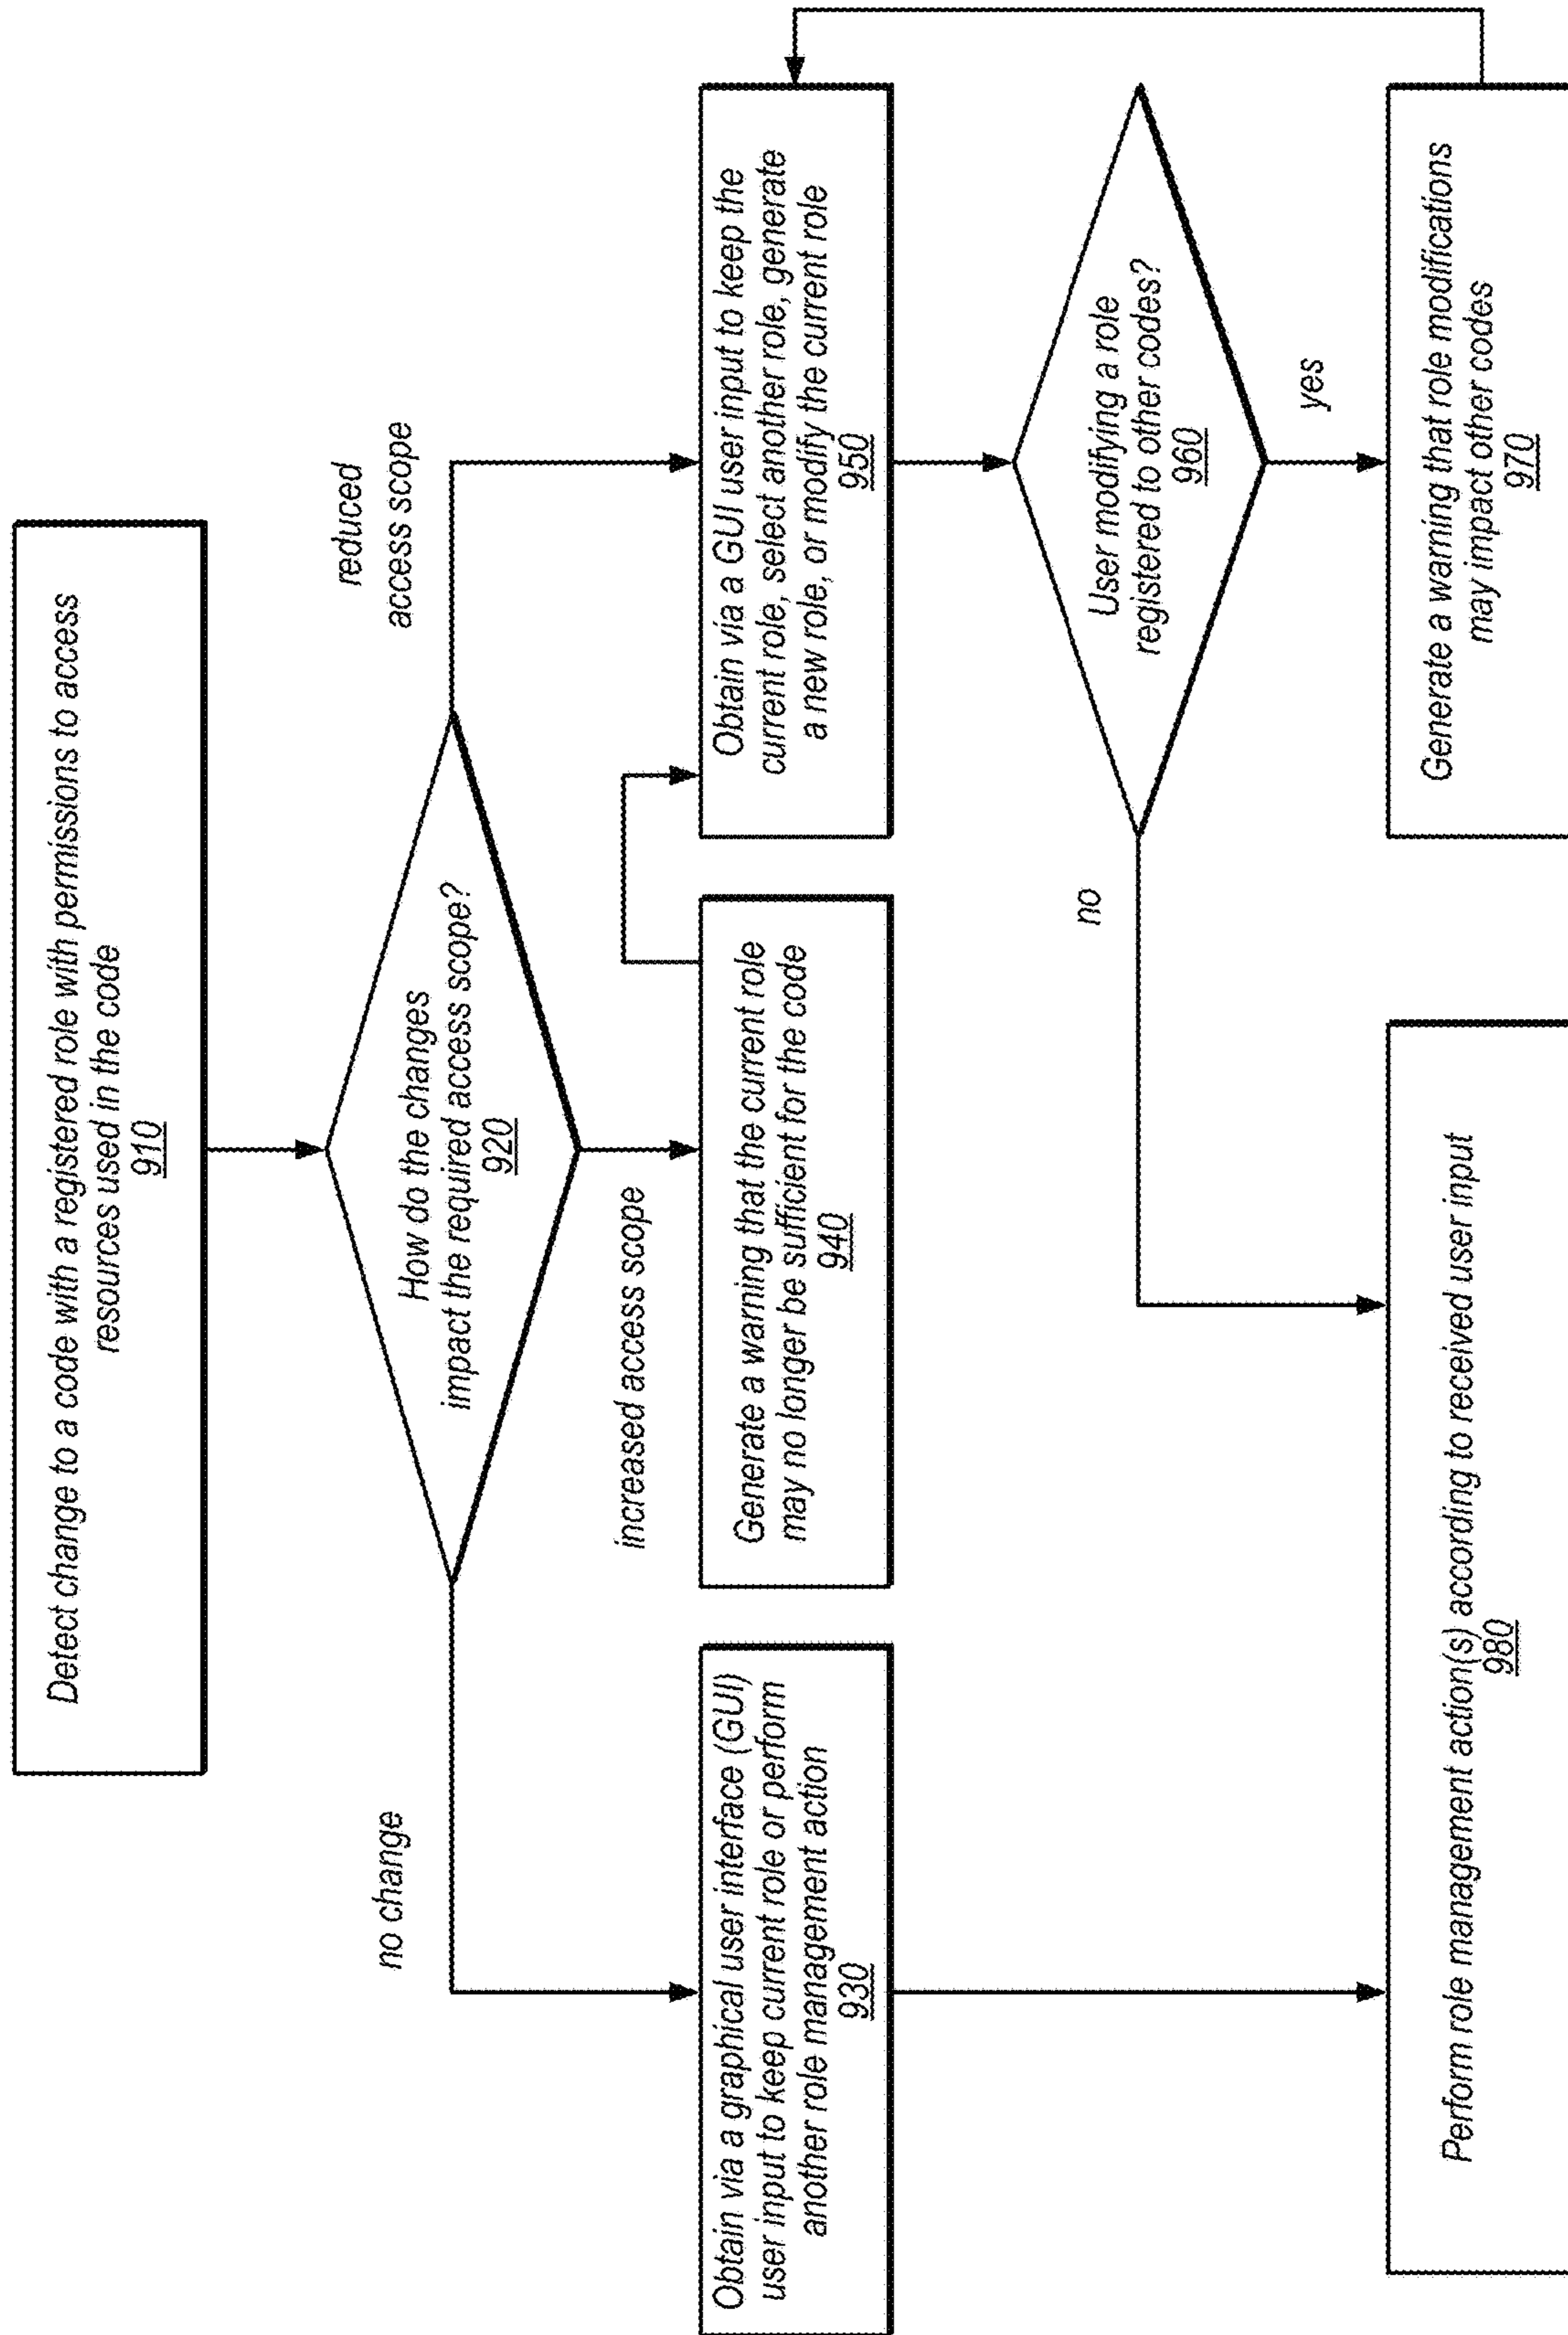 Detect change to a code with a registered role with permissions to access
resources used in the code
910
How do the changes
impact the required access scope?
920
no change
increased access scope
reduced
access scope
Obtain via a graphical user interface (GUI)
user input to keep current role or perform
another role management action
930
Generate a warning that the current role
may no longer be sufficient for the code
940
Obtain via a GUI user input to keep the
current role, select another role, generate
a new role, or modify the current role
950
User modifying a role
registered to other codes?
960
no
yes
Generate a warning that role modifications
may impact other codes
970
Perform role management action(s) according to received user input
980